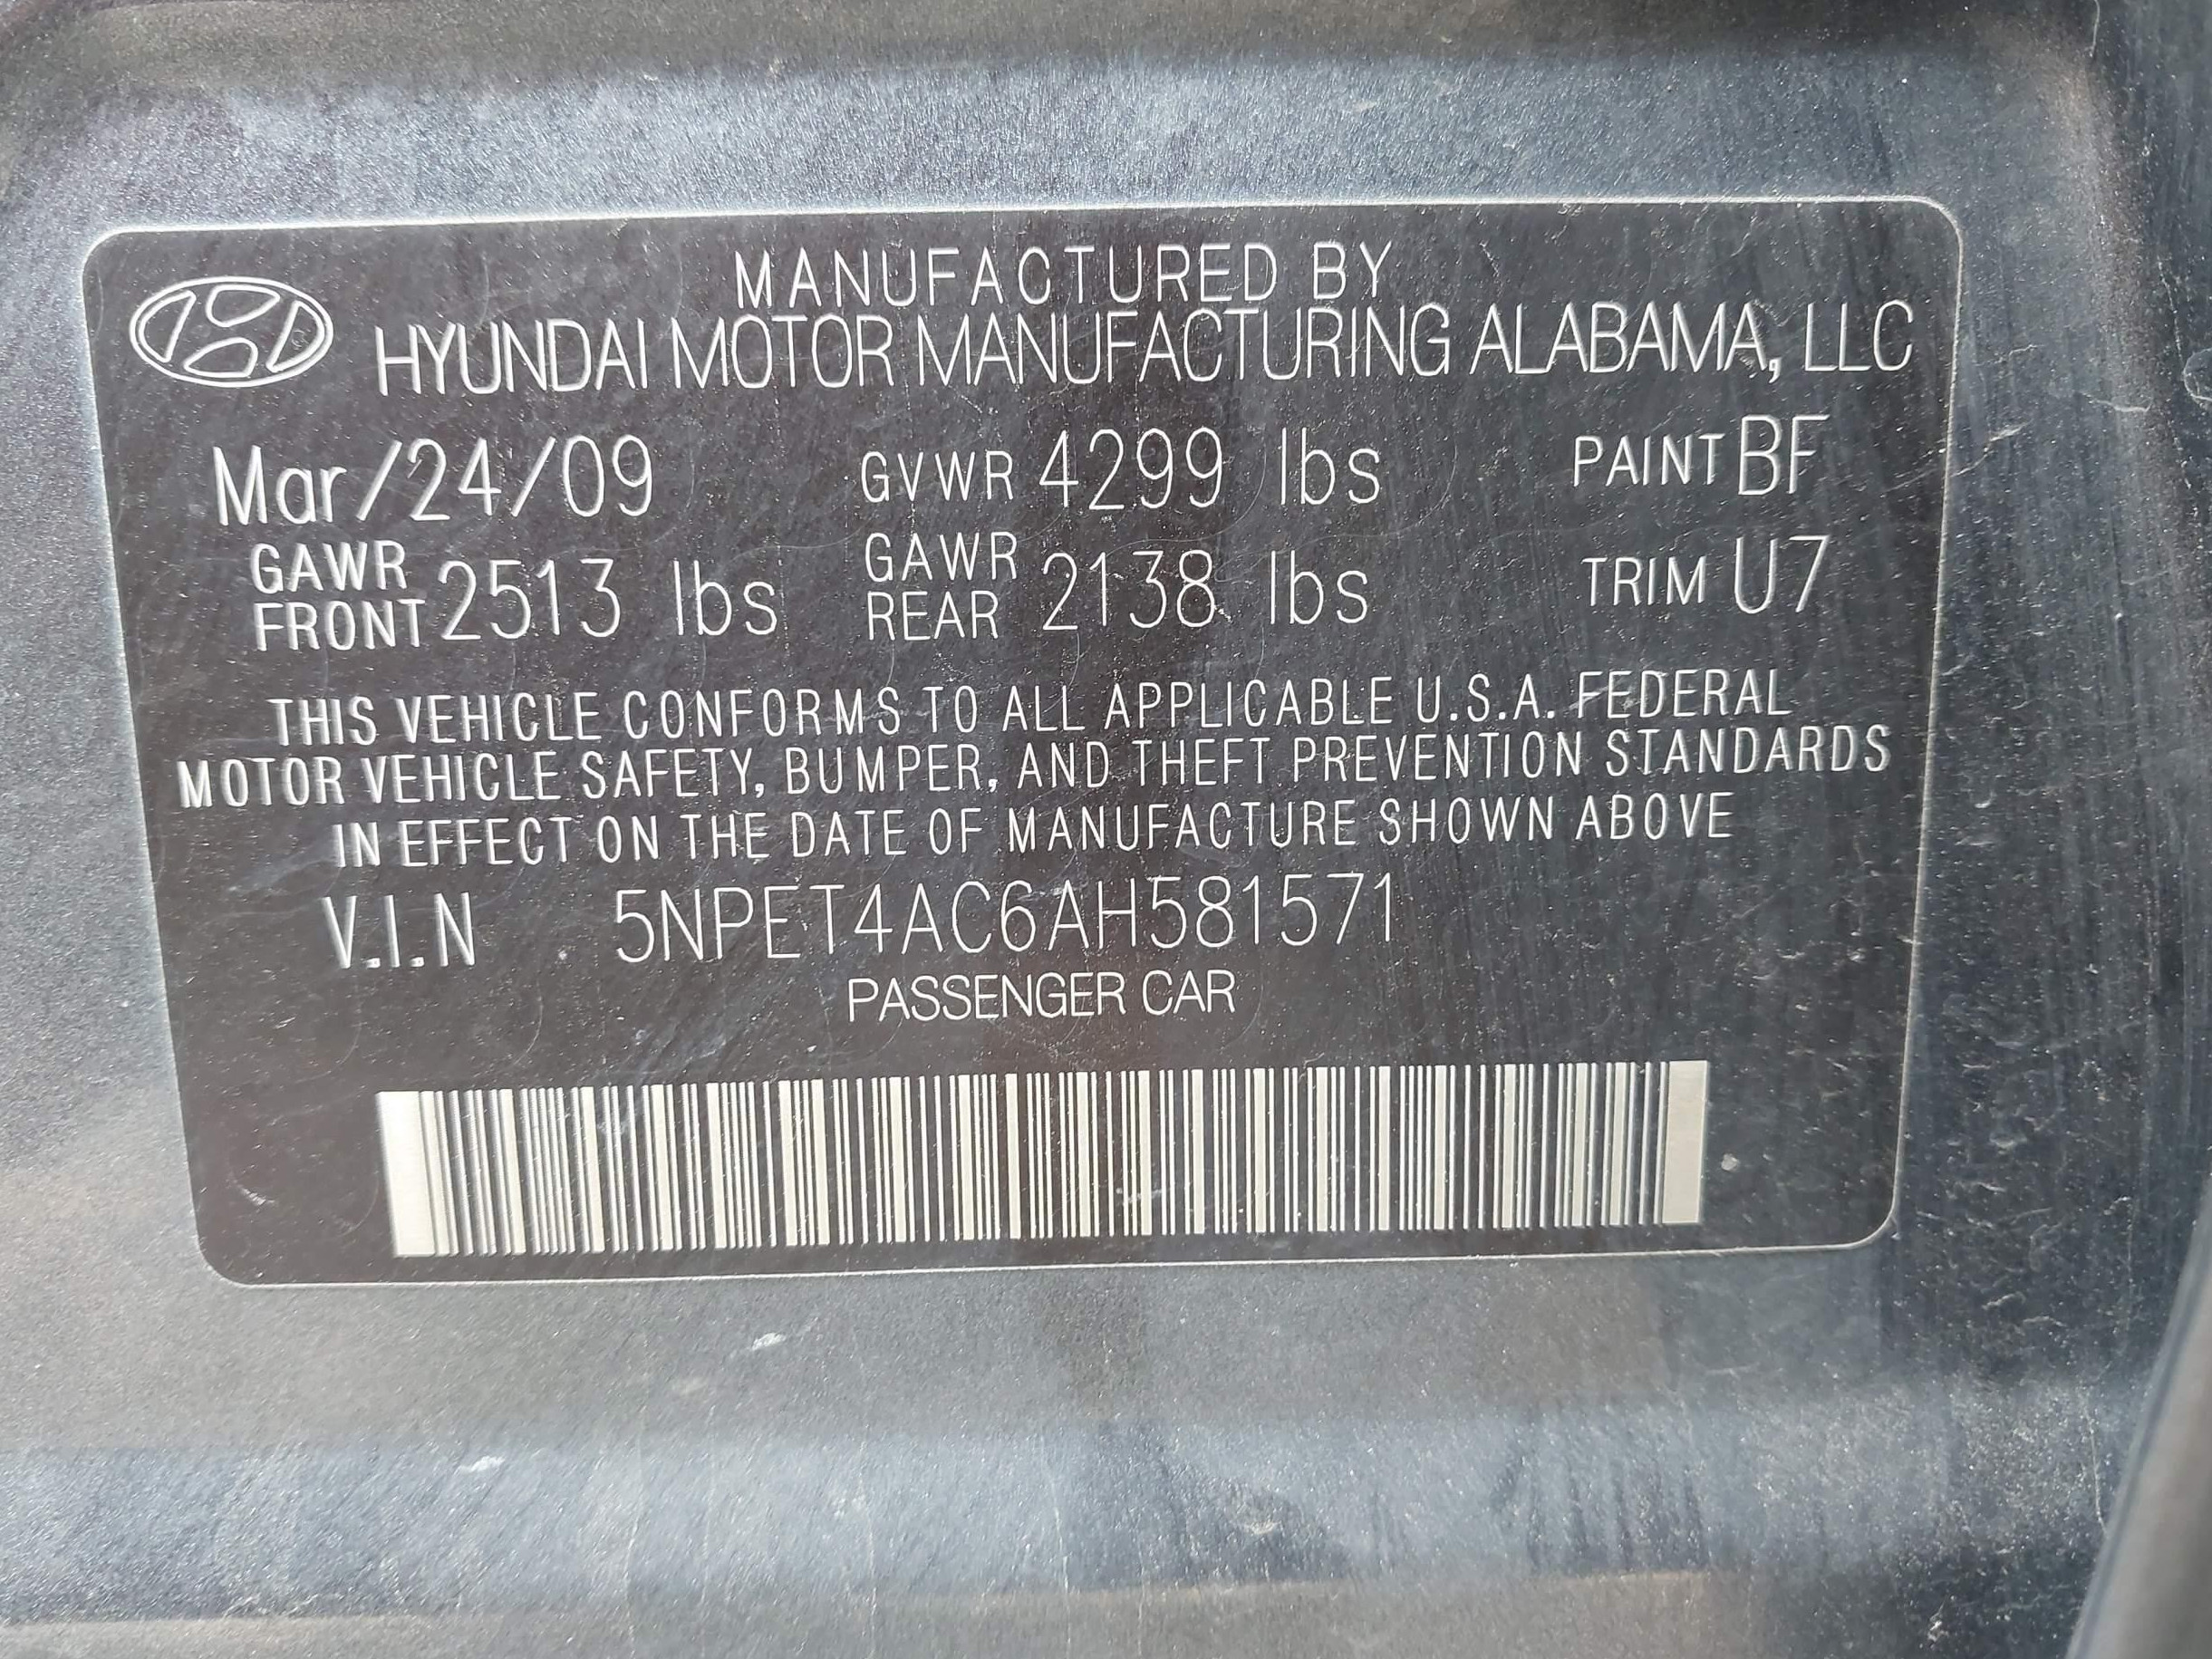 MANUFACTURED BY
HYUNDAI MOTOR MANUFACTURING ALABAMA, LLC
Mar/24/09 GVWR 4299 lbs PAINT BF
GAWR FRONT 2513 lbs GAWR REAR 2138 lbs TRIM U7
THIS VEHICLE CONFORMS TO ALL APPLICABLE U.S.A. FEDERAL
MOTOR VEHICLE SAFETY, BUMPER, AND THEFT PREVENTION STANDARDS
IN EFFECT ON THE DATE OF MANUFACTURE SHOWN ABOVE
V.I.N 5NPET4AC6AH581571
PASSENGER CAR